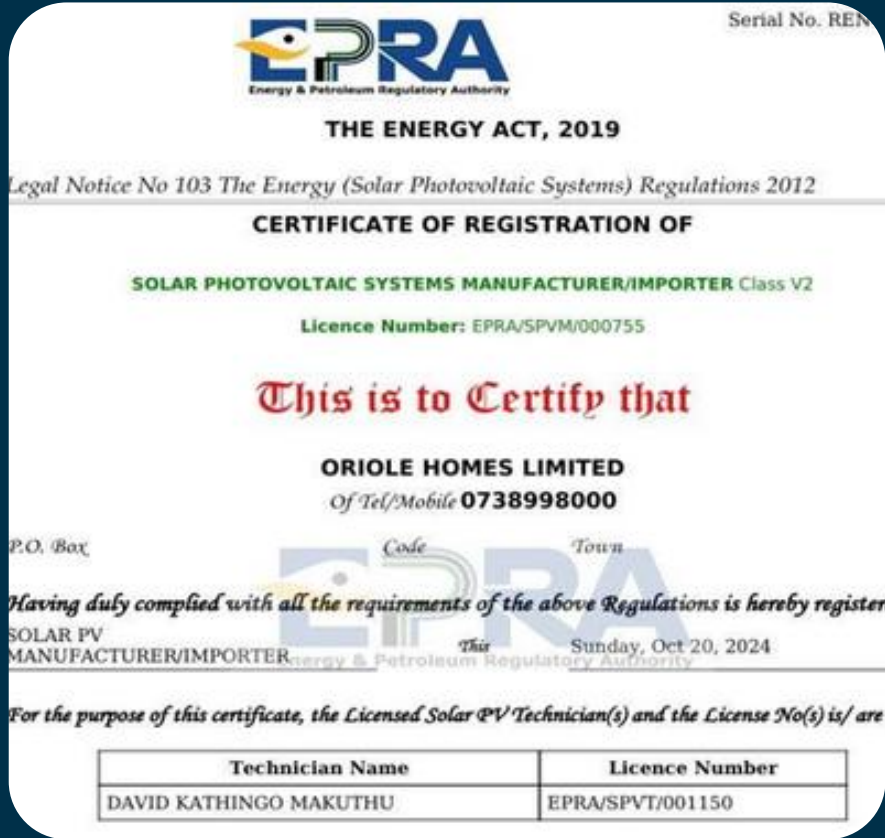 Serial No. REN
EPRA
Energy & Petroleum Regulatory Authority
THE ENERGY ACT, 2019
Legal Notice No 103 The Energy (Solar Photovoltaic Systems) Regulations 2012
CERTIFICATE OF REGISTRATION OF
SOLAR PHOTOVOLTAIC SYSTEMS MANUFACTURER/IMPORTER Class V2
Licence Number: EPRA/SPVM/000755
This is to Certify that
ORIOLE HOMES LIMITED
Of Tel/Mobile 0738998000
P.O. Box Code Town
EPRA
Having duly complied with all the requirements of the above Regulations is hereby register
SOLAR PV
MANUFACTURER/IMPORTER This Sunday, Oct 20, 2024
Energy & Petroleum Regulatory Authority
For the purpose of this certificate, the Licensed Solar PV Technician(s) and the License No(s) is/ are
Technician Name Licence Number
DAVID KATHINGO MAKUTHU EPRA/SPVT/001150